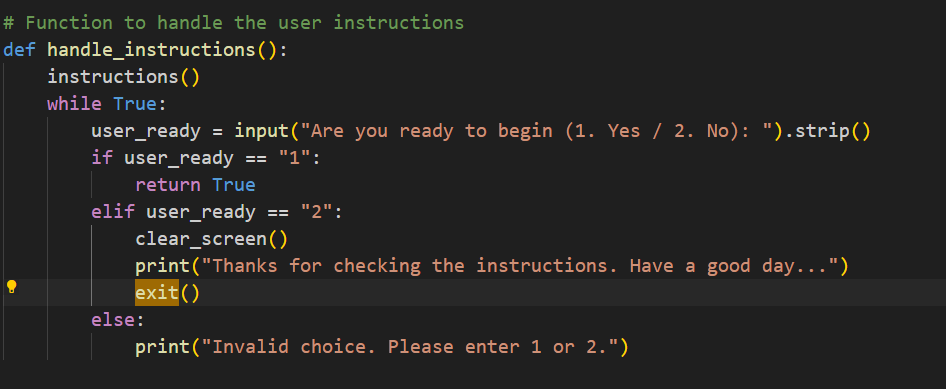 # Function to handle the user instructions
def handle_instructions():
    instructions()
    while True:
        user_ready = input("Are you ready to begin (1. Yes / 2. No): ").strip()
        if user_ready == "1":
            return True
        elif user_ready == "2":
            clear_screen()
            print("Thanks for checking the instructions. Have a good day...")
            exit()
        else:
            print("Invalid choice. Please enter 1 or 2.")